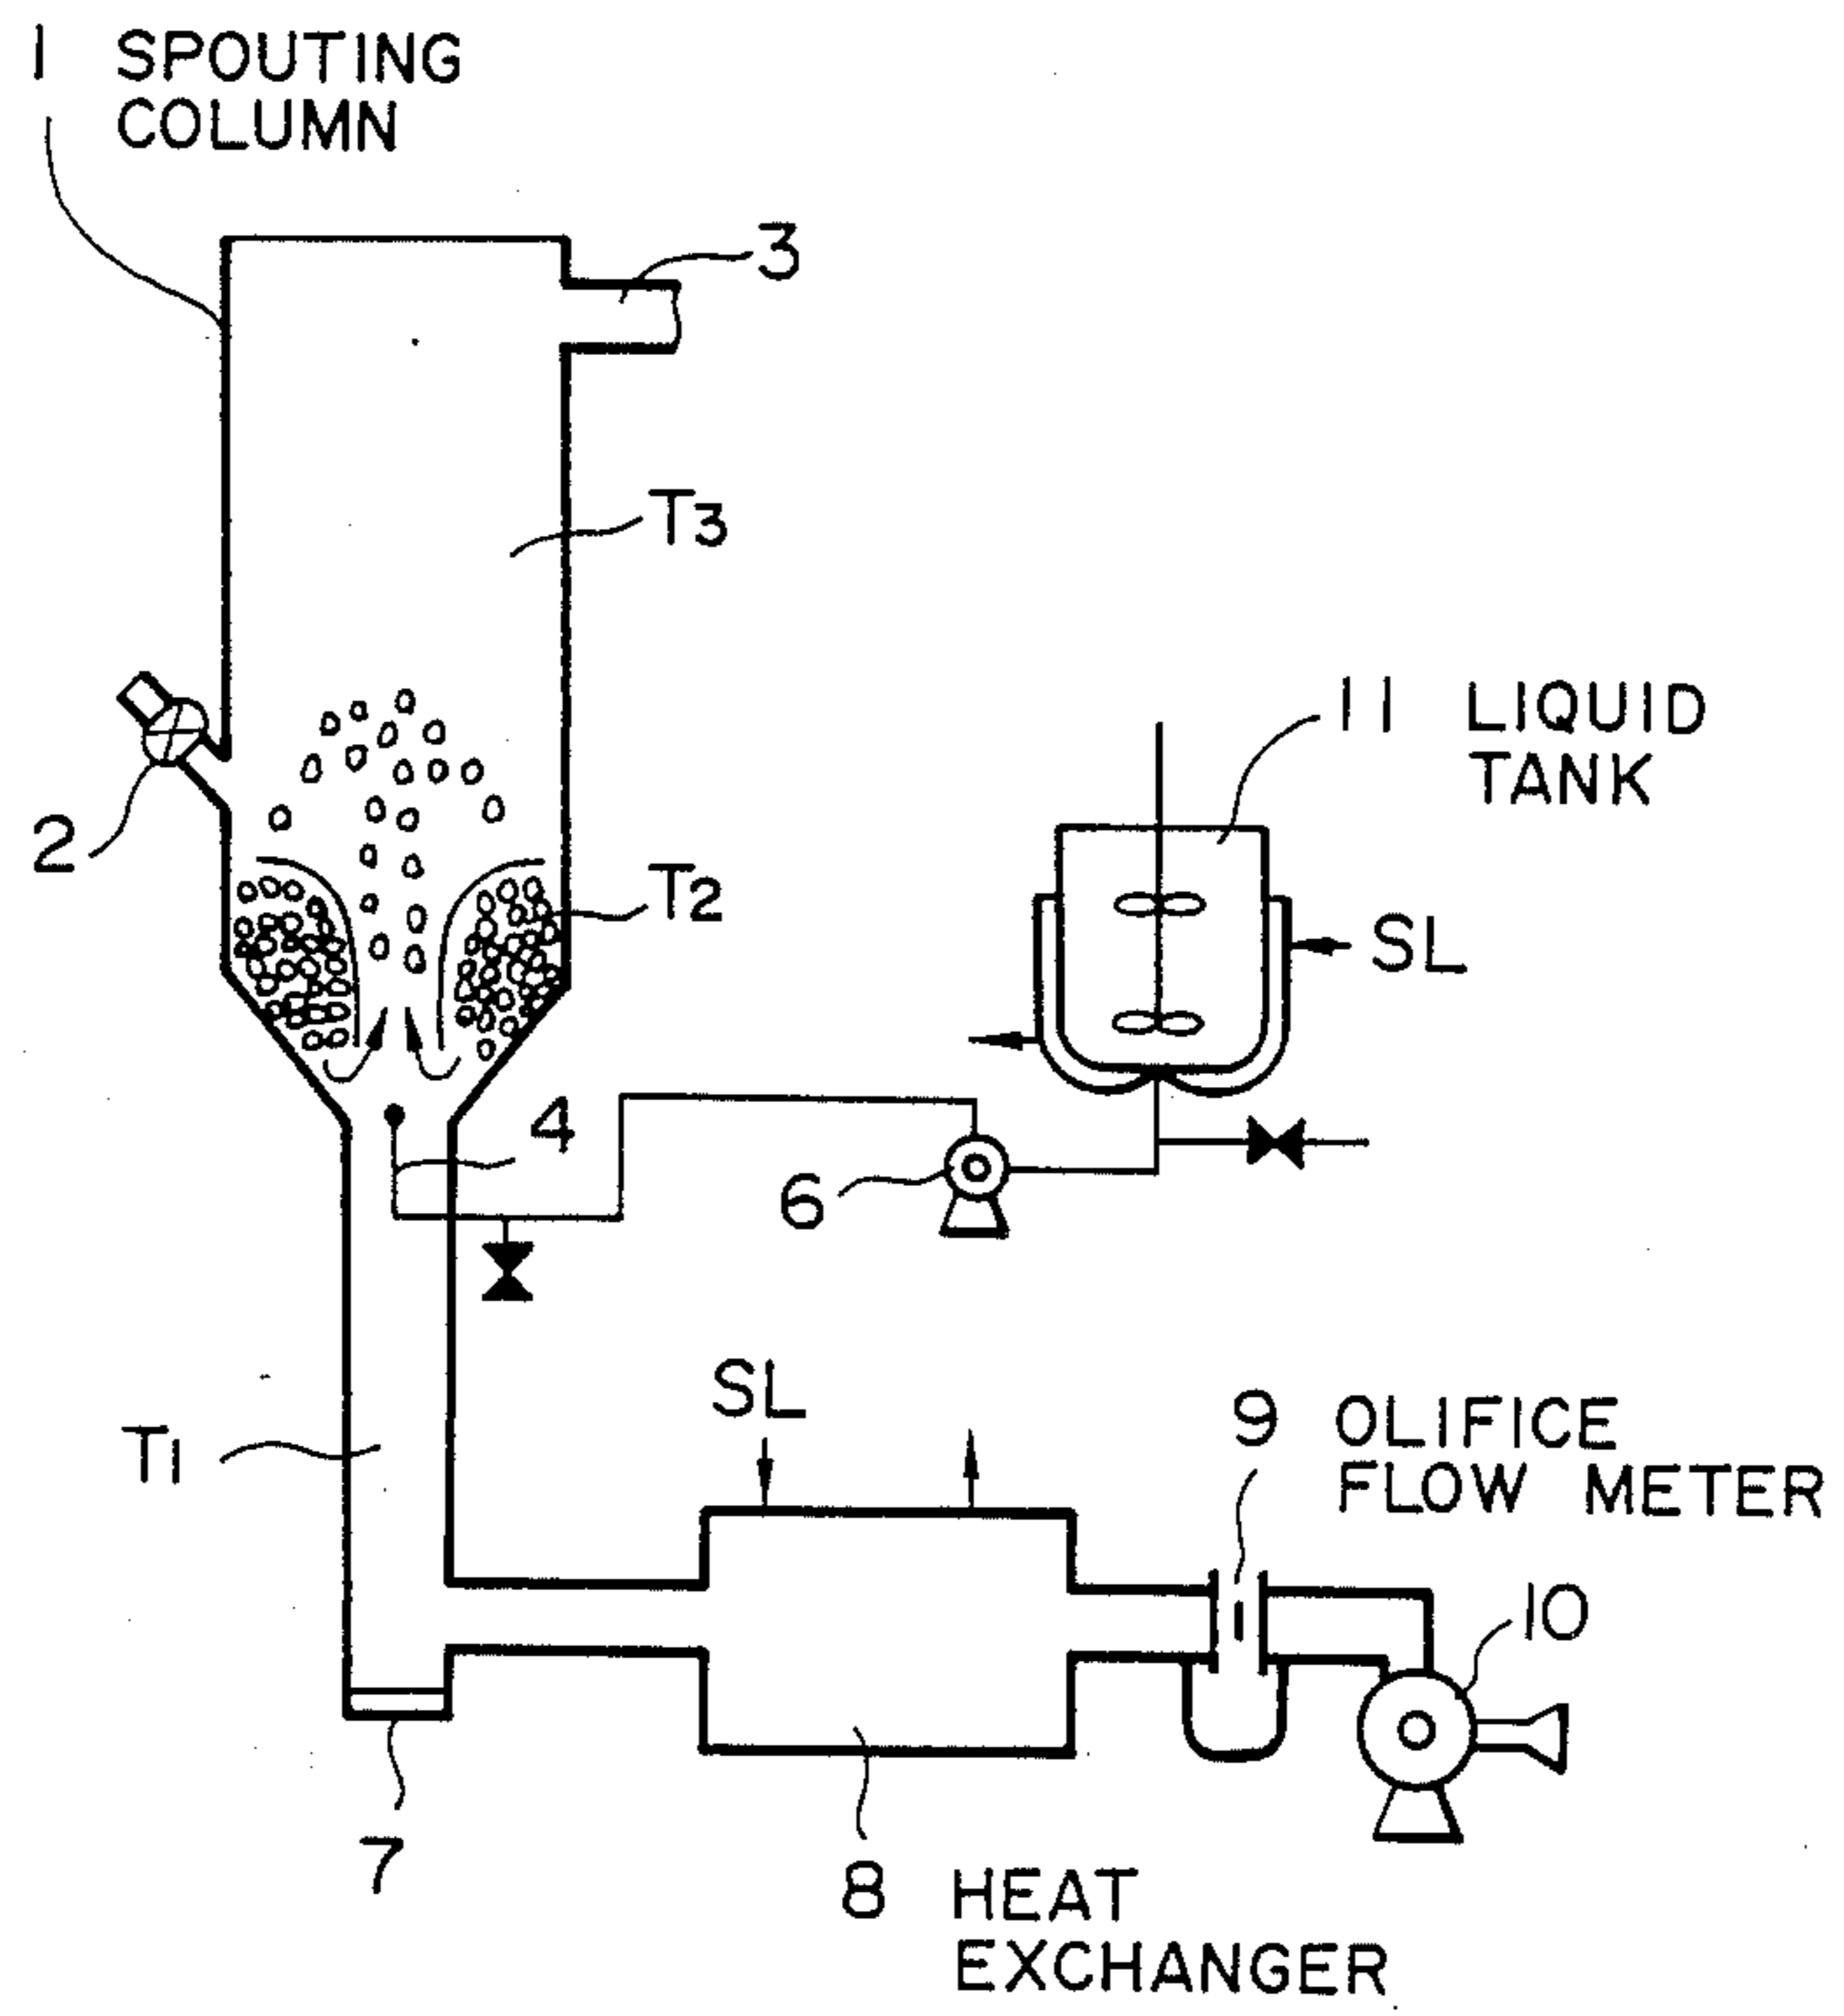 1 SPOUTING
COLUMN
3
T3
11 LIQUID
TANK
2
T2
SL
4
6
SL
9 OLIFICE
FLOW METER
T1
10
7
8 HEAT
EXCHANGER